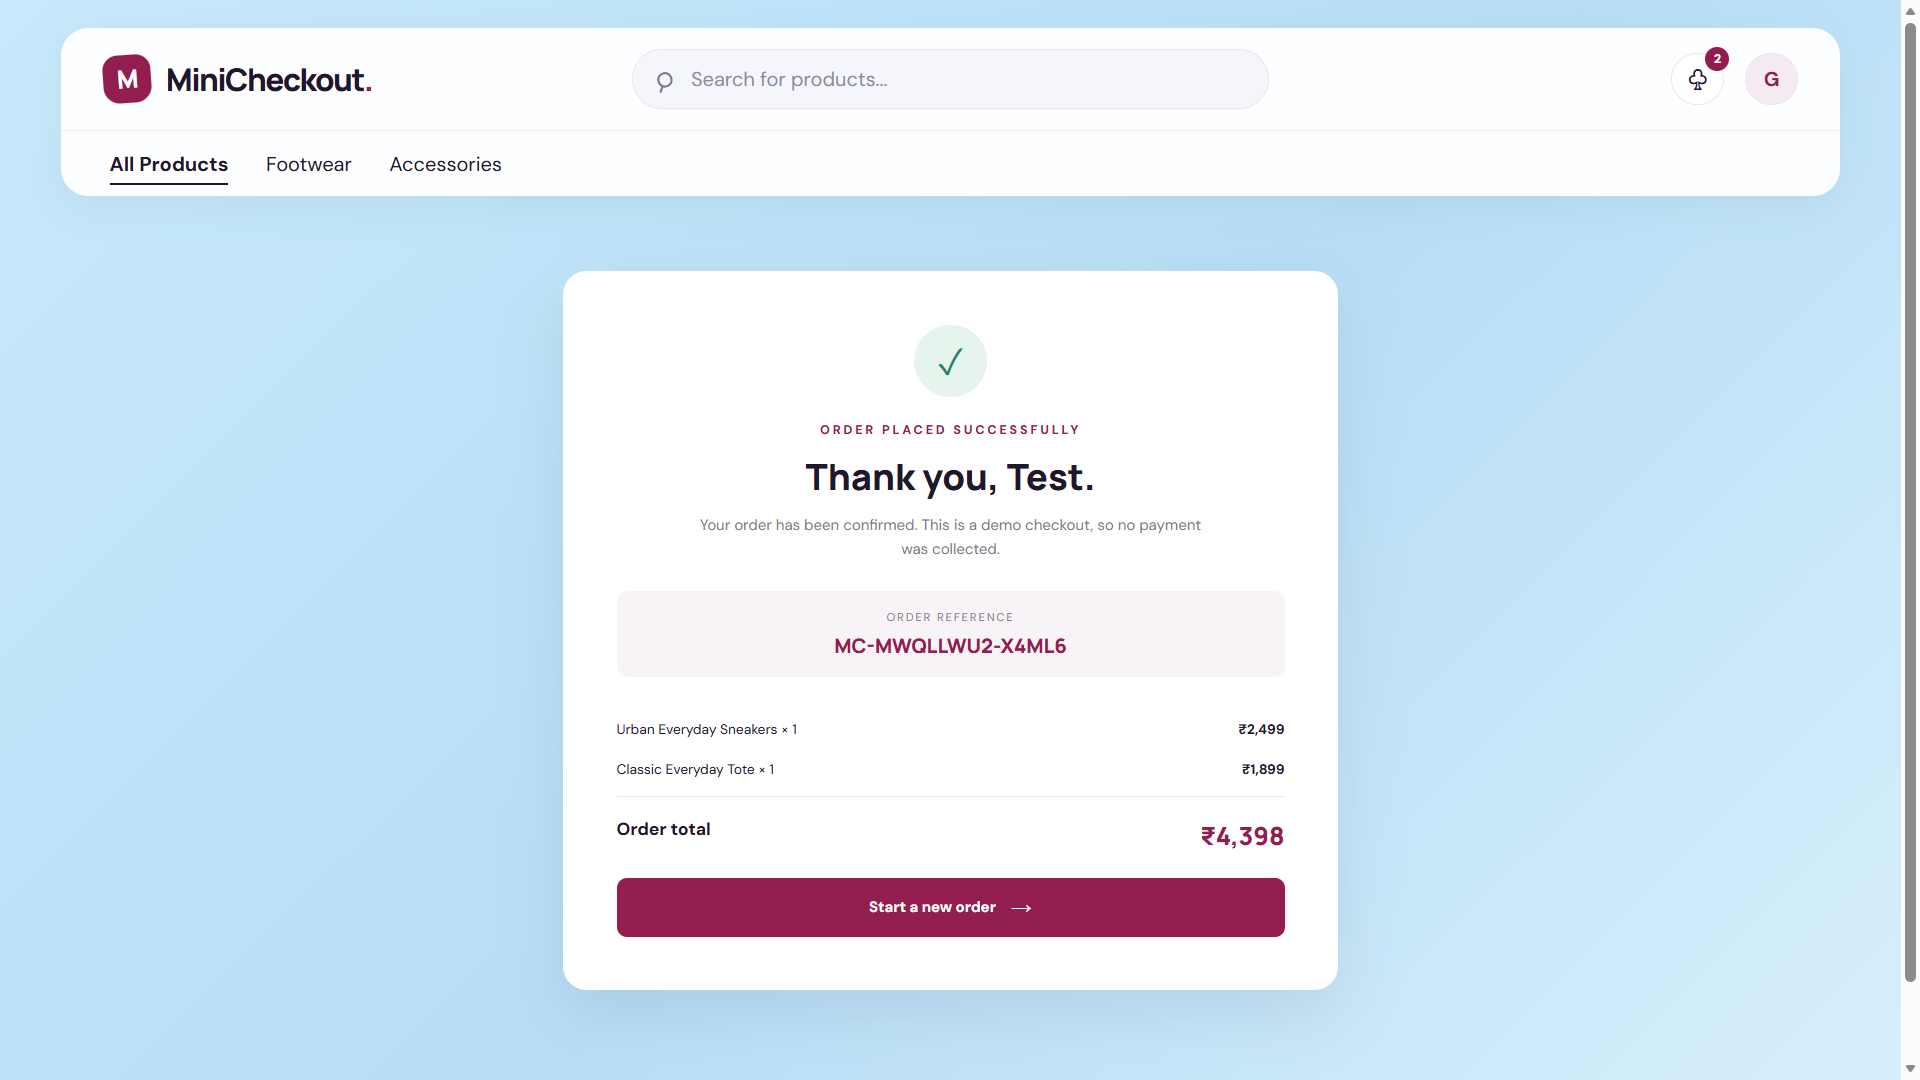 M MiniCheckout.
Search for products...
2
G
All Products Footwear Accessories
✓
ORDER PLACED SUCCESSFULLY
Thank you, Test.
Your order has been confirmed. This is a demo checkout, so no payment
was collected.
ORDER REFERENCE
MC-MWQLLWU2-X4ML6
Urban Everyday Sneakers × 1 ₹2,499
Classic Everyday Tote × 1 ₹1,899
Order total ₹4,398
Start a new order →